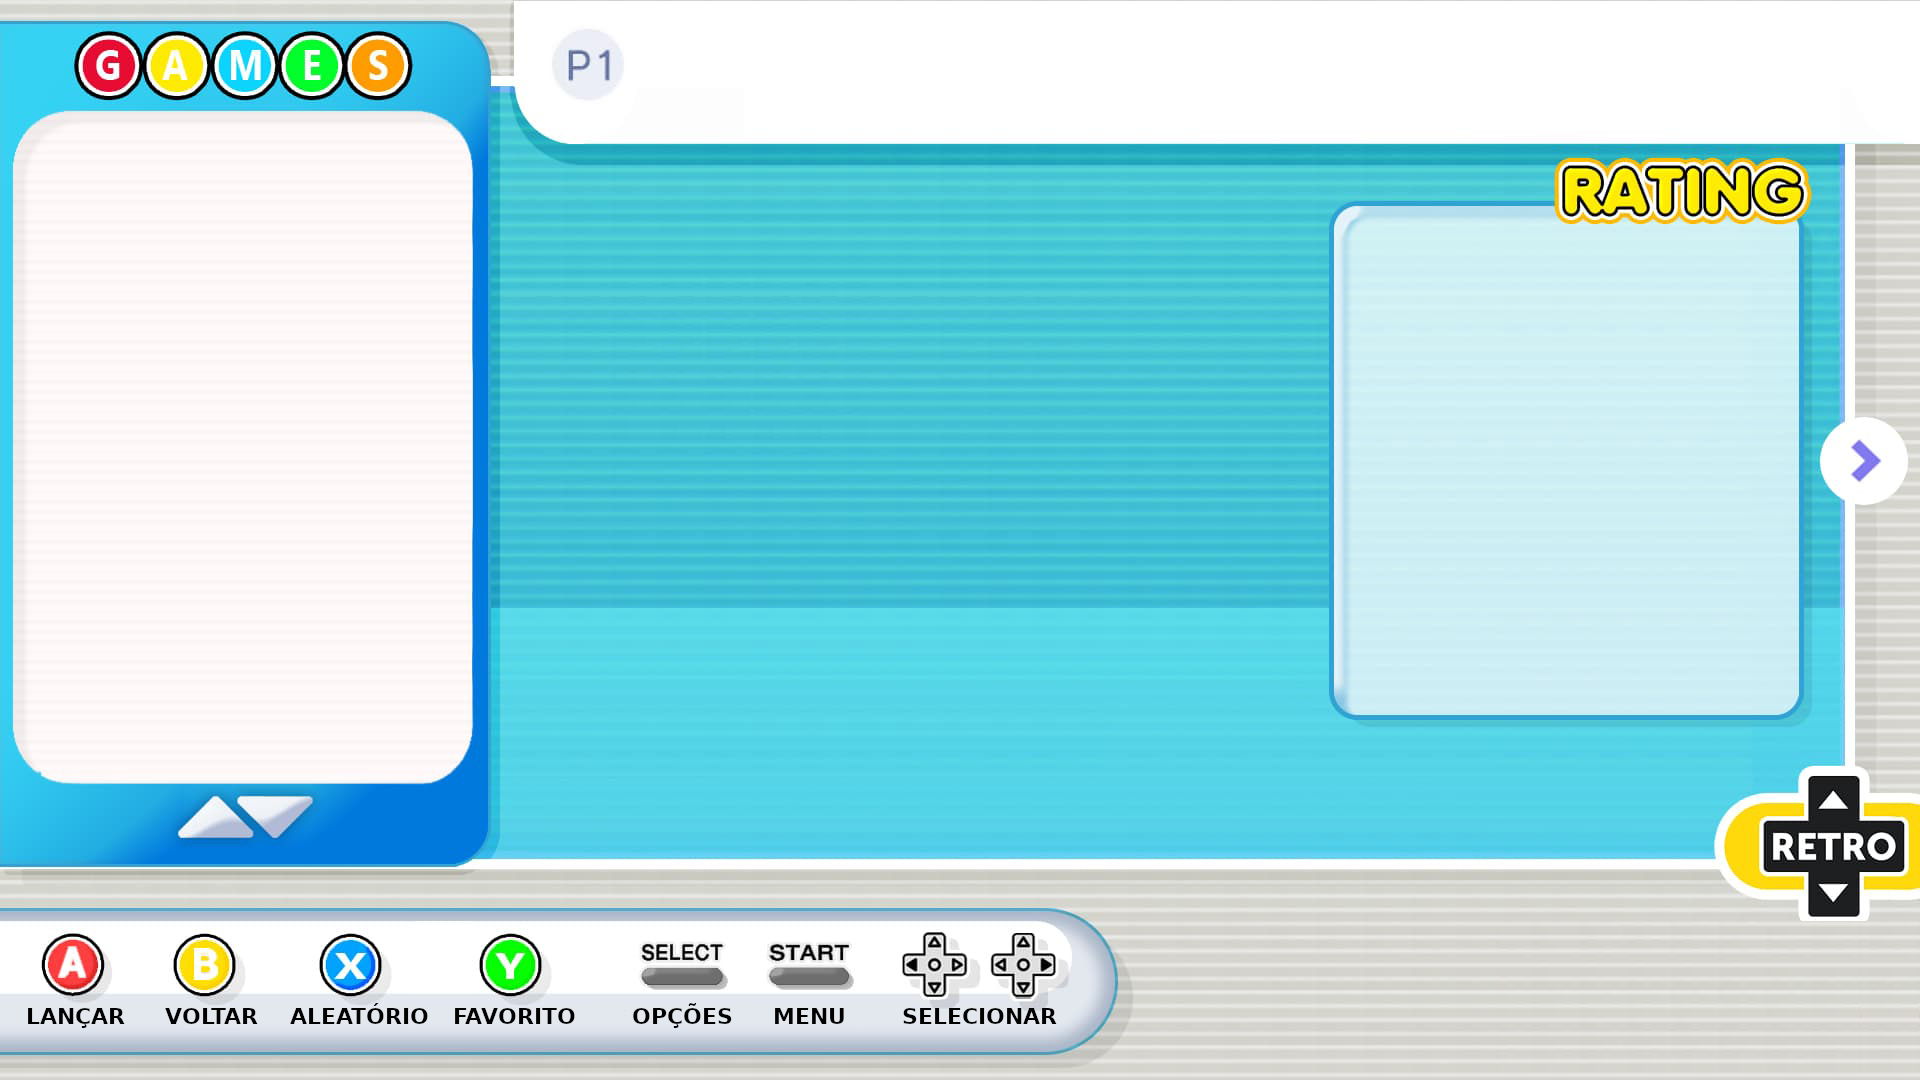 GAMES
P1
RATING
RETRO
A B X Y SELECT START
LANÇAR VOLTAR ALEATÓRIO FAVORITO OPÇÕES MENU SELECIONAR